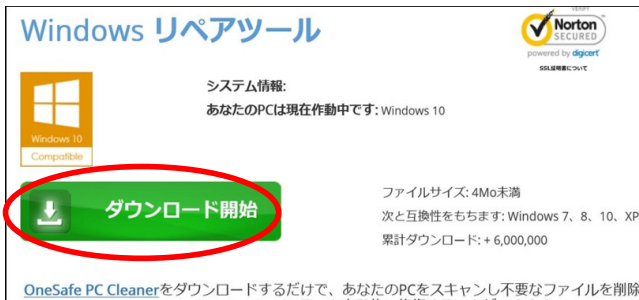 Windows リペアツール
VERIFY
Norton
SECURED
powered by digicert
SSL証明書について
システム情報:
あなたのPCは現在作動中です: Windows 10
Windows 10
Compatible
ダウンロード開始
ファイルサイズ: 4Mo未満
次と互換性をもちます: Windows 7、8、10、XP
累計ダウンロード: + 6,000,000
OneSafe PC Cleanerをダウンロードするだけで、あなたのPCをスキャンし不要なファイルを削除